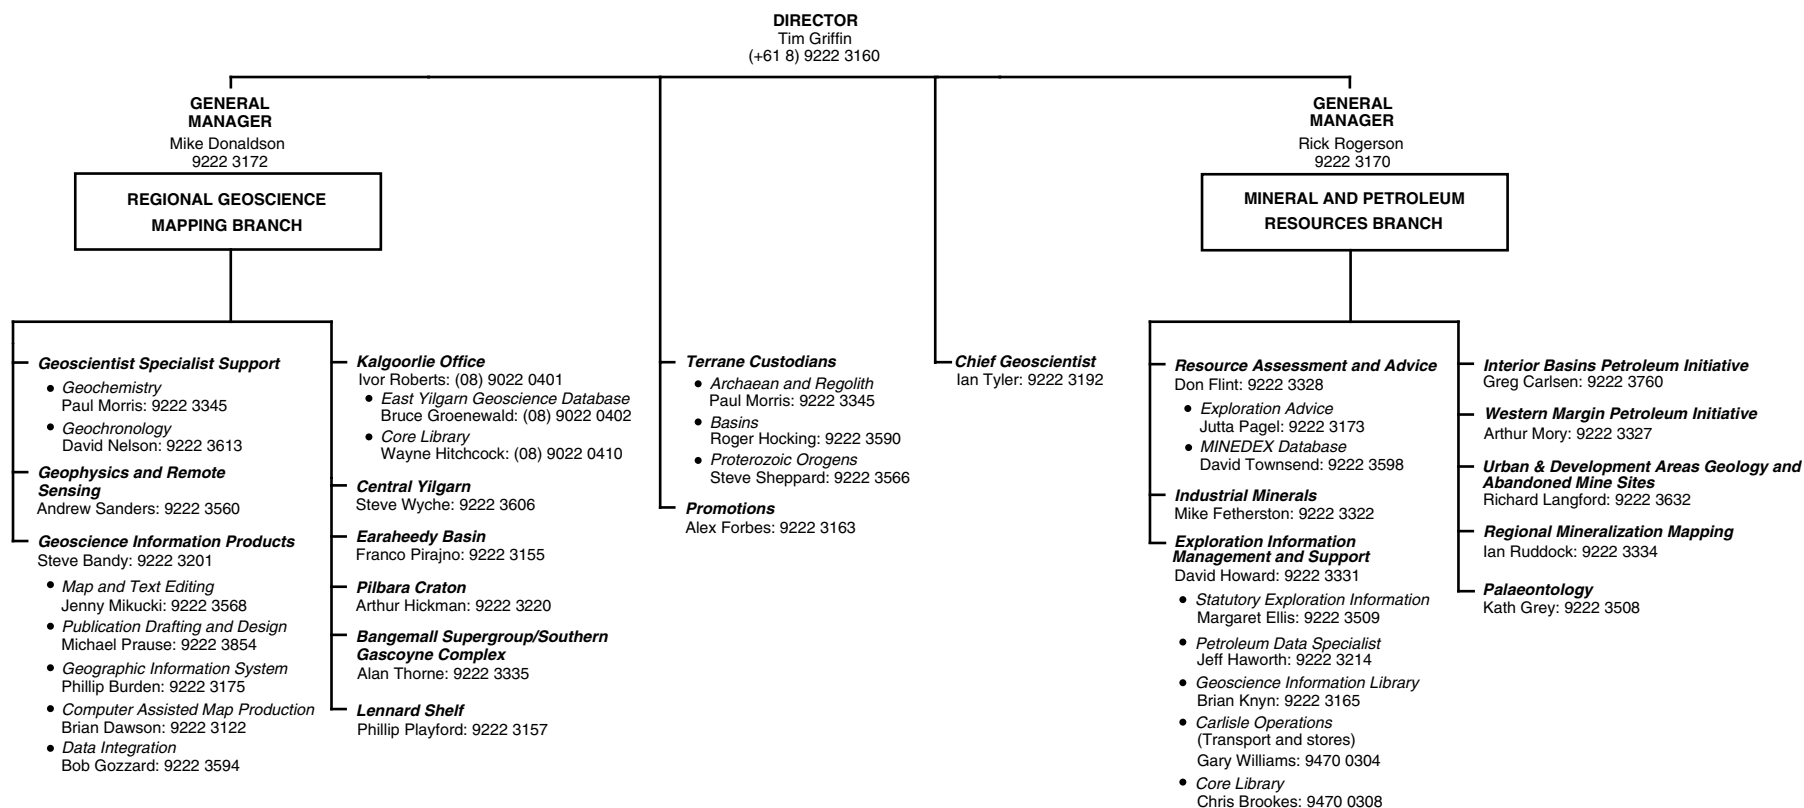 DIRECTOR
Tim Griffin
(+61 8) 9222 3160
GENERAL
MANAGER
Mike Donaldson
9222 3172
REGIONAL GEOSCIENCE
MAPPING BRANCH
Geoscientist Specialist Support
• Geochemistry
Paul Morris: 9222 3345
• Geochronology
David Nelson: 9222 3613
Geophysics and Remote
Sensing
Andrew Sanders: 9222 3560
Geoscience Information Products
Steve Bandy: 9222 3201
• Map and Text Editing
Jenny Mikucki: 9222 3568
• Publication Drafting and Design
Michael Prause: 9222 3854
• Geographic Information System
Phillip Burden: 9222 3175
• Computer Assisted Map Production
Brian Dawson: 9222 3122
• Data Integration
Bob Gozzard: 9222 3594
Kalgoorlie Office
Ivor Roberts: (08) 9022 0401
• East Yilgarn Geoscience Database
Bruce Groenewald: (08) 9022 0402
• Core Library
Wayne Hitchcock: (08) 9022 0410
Central Yilgarn
Steve Wyche: 9222 3606
Earaheedy Basin
Franco Pirajno: 9222 3155
Pilbara Craton
Arthur Hickman: 9222 3220
Bangemall Supergroup/Southern
Gascoyne Complex
Alan Thorne: 9222 3335
Lennard Shelf
Phillip Playford: 9222 3157
Terrane Custodians
• Archaean and Regolith
Paul Morris: 9222 3345
• Basins
Roger Hocking: 9222 3590
• Proterozoic Orogens
Steve Sheppard: 9222 3566
Promotions
Alex Forbes: 9222 3163
Chief Geoscientist
Ian Tyler: 9222 3192
GENERAL
MANAGER
Rick Rogerson
9222 3170
MINERAL AND PETROLEUM
RESOURCES BRANCH
Resource Assessment and Advice
Don Flint: 9222 3328
• Exploration Advice
Jutta Pagel: 9222 3173
• MINEDEX Database
David Townsend: 9222 3598
Industrial Minerals
Mike Fetherston: 9222 3322
Exploration Information
Management and Support
David Howard: 9222 3331
• Statutory Exploration Information
Margaret Ellis: 9222 3509
• Petroleum Data Specialist
Jeff Haworth: 9222 3214
• Geoscience Information Library
Brian Knyn: 9222 3165
• Carlisle Operations
(Transport and stores)
Gary Williams: 9470 0304
• Core Library
Chris Brookes: 9470 0308
Interior Basins Petroleum Initiative
Greg Carlsen: 9222 3760
Western Margin Petroleum Initiative
Arthur Mory: 9222 3327
Urban & Development Areas Geology and
Abandoned Mine Sites
Richard Langford: 9222 3632
Regional Mineralization Mapping
Ian Ruddock: 9222 3334
Palaeontology
Kath Grey: 9222 3508